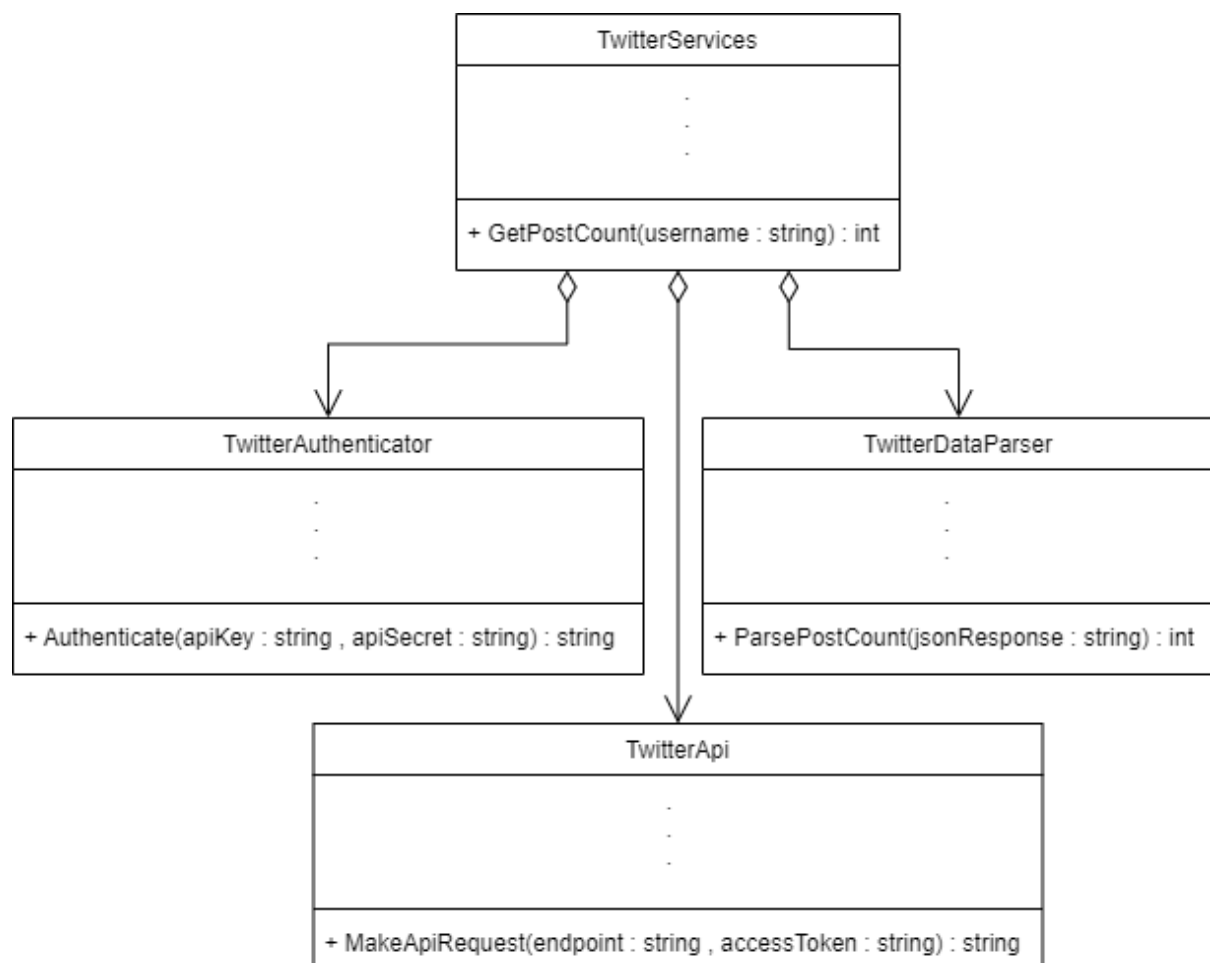 TwitterServices
.
.
.
+ GetPostCount(username : string) : int
TwitterAuthenticator
.
.
.
+ Authenticate(apiKey : string , apiSecret : string) : string
TwitterDataParser
.
.
.
+ ParsePostCount(jsonResponse : string) : int
TwitterApi
.
.
.
+ MakeApiRequest(endpoint : string , accessToken : string) : string